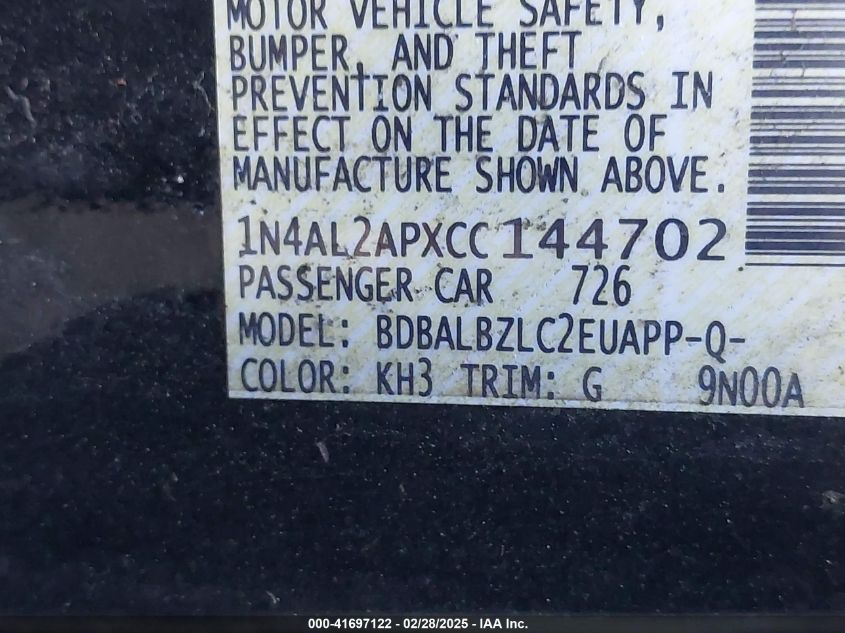 MOTOR VEHICLE SAFETY,
BUMPER, AND THEFT
PREVENTION STANDARDS IN
EFFECT ON THE DATE OF
MANUFACTURE SHOWN ABOVE.
1N4AL2APXCC144702
PASSENGER CAR 726
MODEL: BDBALBZLC2EUAPP-Q-
COLOR: KH3 TRIM: G 9N00A
000-41697122 - 02/28/2025 - IAA Inc.